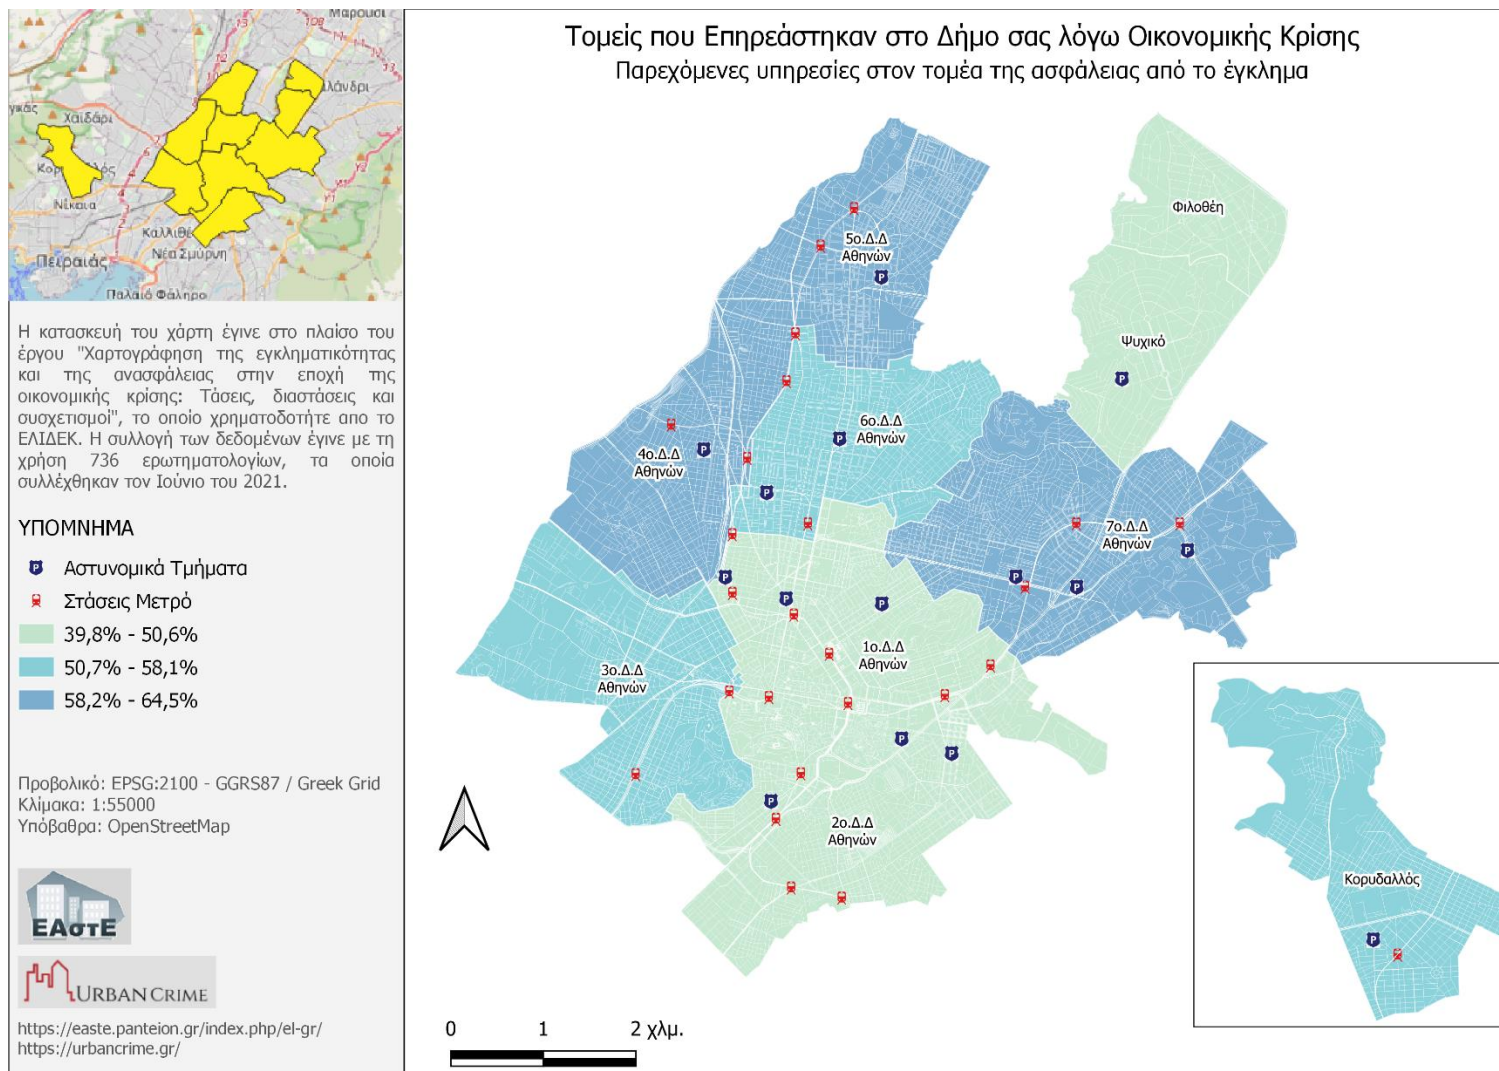 Τομείς που Επηρεάστηκαν στο Δήμο σας λόγω Οικονομικής Κρίσης
Παρεχόμενες υπηρεσίες στον τομέα της ασφάλειας από το έγκλημα
Μαρούσι
Χαϊδάρι
Νίκαια
Καλλιθέ
Νέα Σμύρνη
Πειραιάς
Παλαιό Φάληρο
Η κατασκευή του χάρτη έγινε στο πλαίσο του
έργου "Χαρτογράφηση της εγκληματικότητας
και της ανασφάλειας στην εποχή της
οικονομικής κρίσης: Τάσεις, διαστάσεις και
συσχετισμοί", το οποίο χρηματοδοτήτε απο το
ΕΛΙΔΕΚ. Η συλλογή των δεδομένων έγινε με τη
χρήση 736 ερωτηματολογίων, τα οποία
συλλέχθηκαν τον Ιούνιο του 2021.
ΥΠΟΜΝΗΜΑ
Αστυνομικά Τμήματα
Στάσεις Μετρό
39,8% - 50,6%
50,7% - 58,1%
58,2% - 64,5%
Προβολικό: EPSG:2100 - GGRS87 / Greek Grid
Κλίμακα: 1:55000
Υπόβαθρα: OpenStreetMap
ΕΑστΕ
URBAN CRIME
https://easte.panteion.gr/index.php/el-gr/
https://urbancrime.gr/
Φιλοθέη
5ο.Δ.Δ
Αθηνών
Ψυχικό
6ο.Δ.Δ
Αθηνών
4ο.Δ.Δ
Αθηνών
7ο.Δ.Δ
Αθηνών
1ο.Δ.Δ
Αθηνών
3ο.Δ.Δ
Αθηνών
2ο.Δ.Δ
Αθηνών
Κορυδαλλός
0 1 2 χλμ.